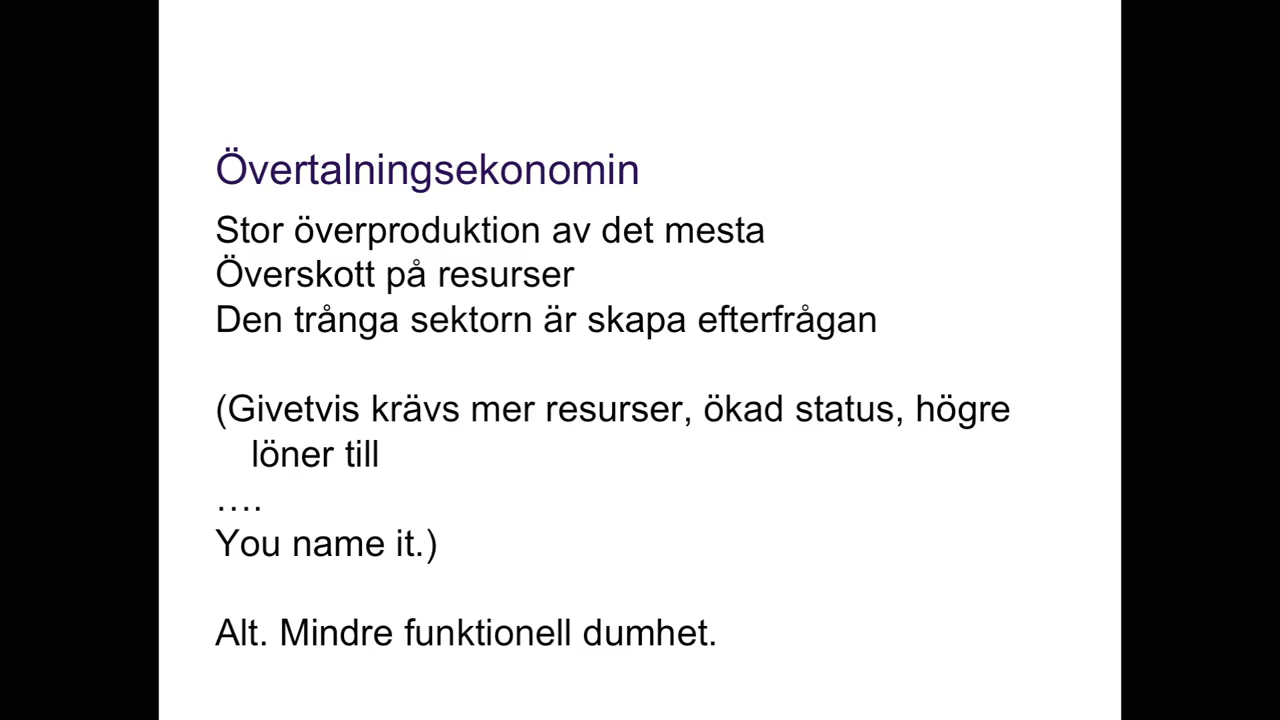 Övertalningsekonomin
Stor överproduktion av det mesta
Överskott på resurser
Den trånga sektorn är skapa efterfrågan
(Givetvis krävs mer resurser, ökad status, högre
löner till
….
You name it.)
Alt. Mindre funktionell dumhet.